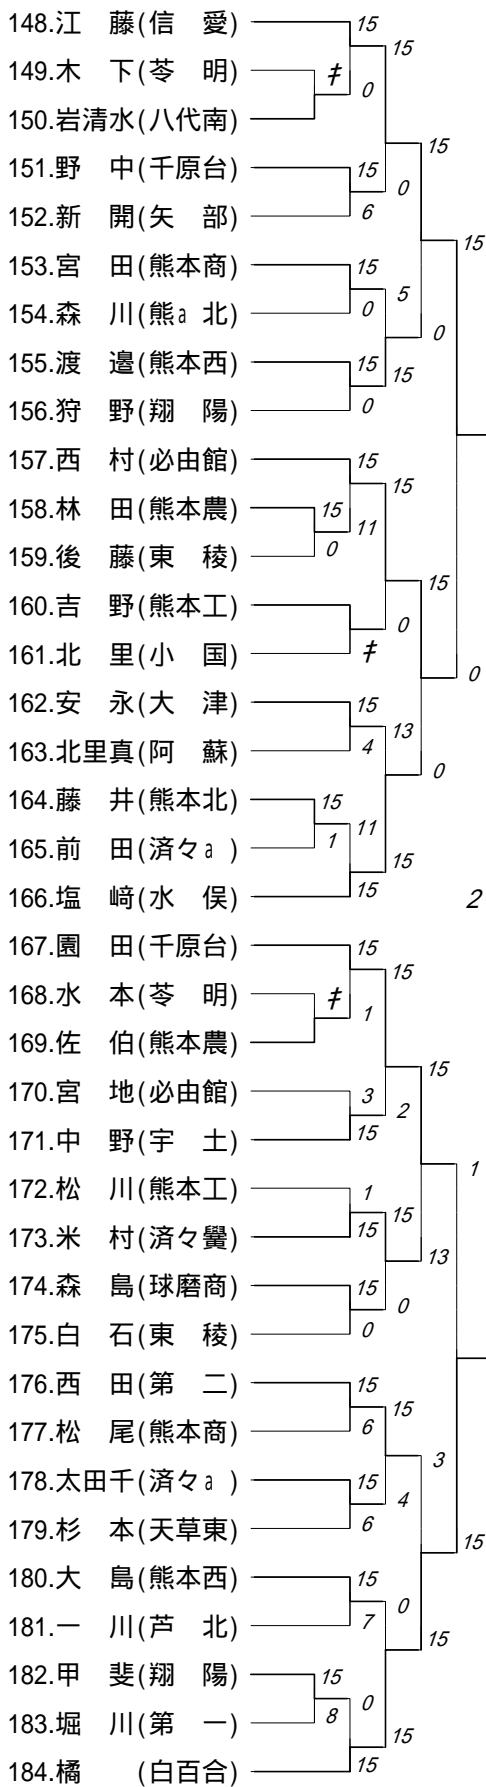 148.江　藤(信　愛) 15
15
149.木　下(苓　明) キ
0
150.岩清水(八代南)
15
151.野　中(千原台) 15
0
152.新　開(矢　部) 6
15
153.宮　田(熊本商) 15
5
154.森　川(熊a 北) 0
0
155.渡　邉(熊本西) 15
15
156.狩　野(翔　陽) 0
157.西　村(必由館) 15
15
158.林　田(熊本農) 15
11
159.後　藤(東　稜) 0
15
160.吉　野(熊本工)
0
161.北　里(小　国) キ
0
162.安　永(大　津) 15
13
163.北里真(阿　蘇) 4
0
164.藤　井(熊本北) 15
11
165.前　田(済々a ) 1
15
166.塩　﨑(水　俣) 15
2
167.園　田(千原台) 15
15
168.水　本(苓　明) キ
1
169.佐　伯(熊本農)
15
170.宮　地(必由館) 3
2
171.中　野(宇　土) 15
1
172.松　川(熊本工) 1
15
173.米　村(済々黌) 15
13
174.森　島(球磨商) 15
0
175.白　石(東　稜) 0
176.西　田(第　二) 15
15
177.松　尾(熊本商) 6
3
178.太田千(済々a ) 15
4
179.杉　本(天草東) 6
15
180.大　島(熊本西) 15
0
181.一　川(芦　北) 7
15
182.甲　斐(翔　陽) 15
0
183.堀　川(第　一) 8
15
184.橘　　(白百合) 15